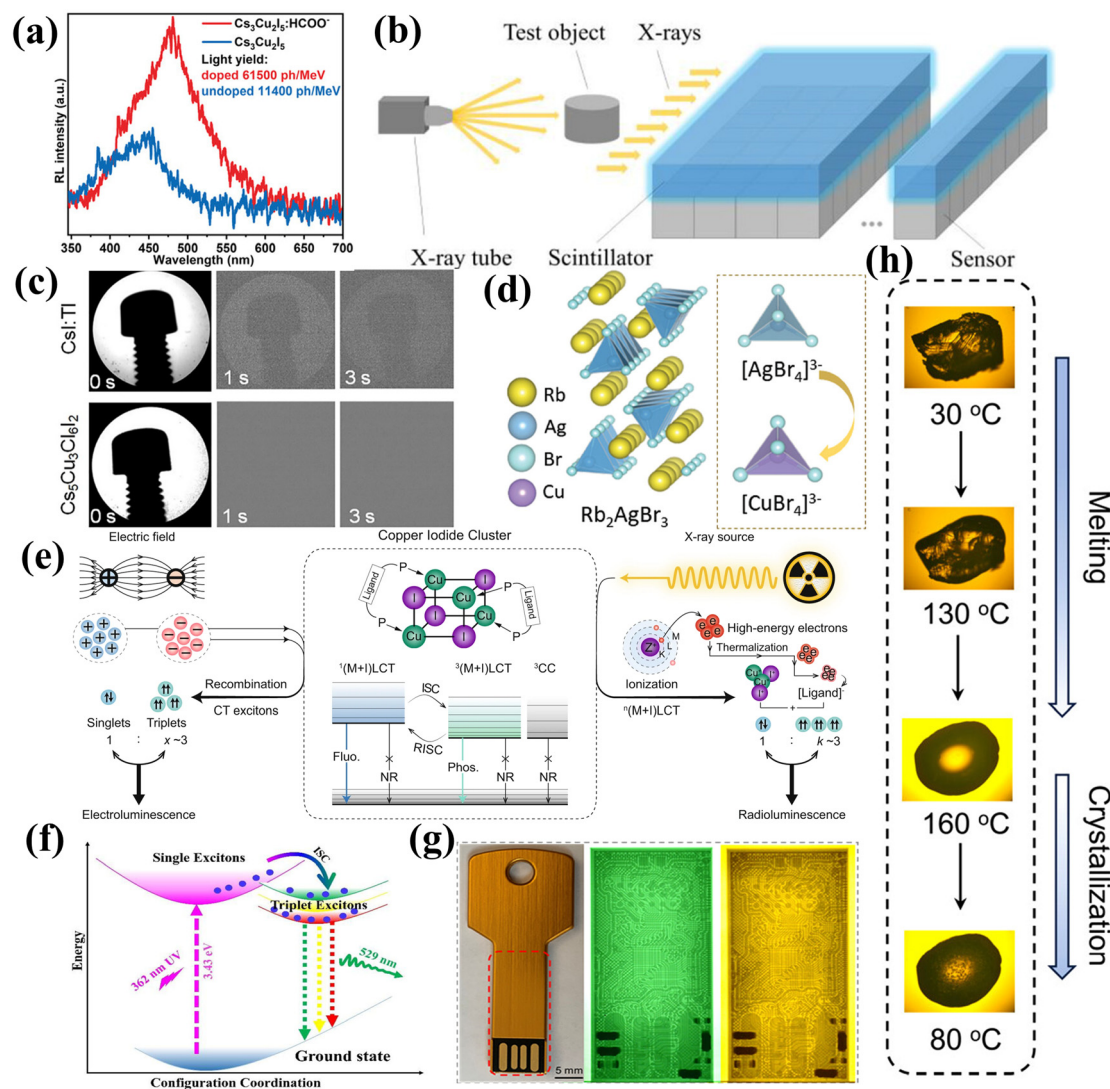 (a)
Cs₃Cu₂I₅:HCOO⁻
Cs₃Cu₂I₅
Light yield:
doped 61500 ph/MeV
undoped 11400 ph/MeV
RL intensity (a.u.)
350 400 450 500 550 600 650 700
Wavelength (nm)
(b)
Test object
X-rays
X-ray tube
Scintillator
Sensor
(c)
CsI:Tl
0 s
1 s
3 s
Cs₅Cu₃Cl₆I₂
0 s
1 s
3 s
(d)
Rb
Ag
Br
Cu
Rb₂AgBr₃
[AgBr₄]³⁻
[CuBr₄]³⁻
(e)
Electric field
Recombination
CT excitons
Singlets
Triplets
1 : x ~3
Electroluminescence
Copper Iodide Cluster
Ligand
P
Cu
I
Cu
P
I
Cu
P
Cu
I
P
Ligand
¹(M+I)LCT
³(M+I)LCT
³CC
ISC
RISC
Fluo.
NR
Phos.
NR
NR
X-ray source
Z⁺
K
L
M
High-energy electrons
e e e e
Thermalization
Ionization
ⁿ(M+I)LCT
Cu
I⁺
Cu
I⁺
+
[Ligand]⁻
1 : k ~3
Radioluminescence
(f)
Energy
Single Excitons
ISC
Triplet Excitons
362 nm UV
3.43 eV
529 nm
Ground state
Configuration Coordination
(g)
5 mm
(h)
30 °C
130 °C
160 °C
80 °C
Melting
Crystallization